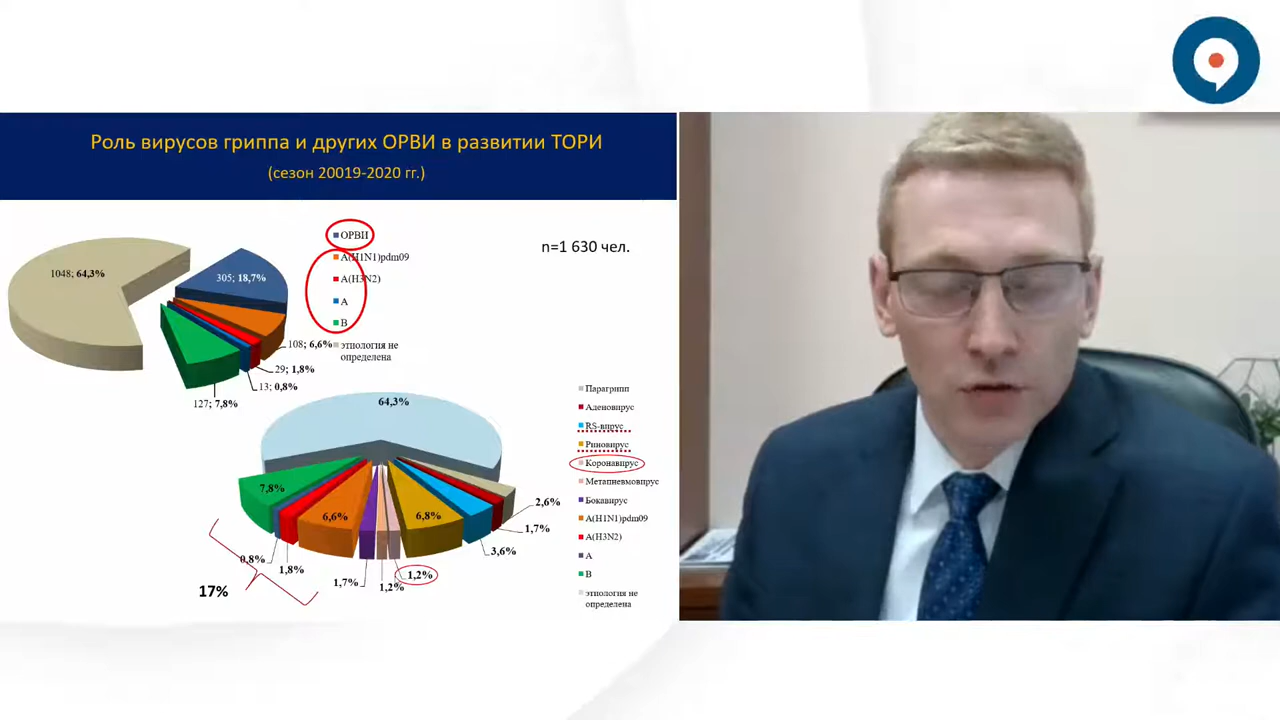 Роль вирусов гриппа и других ОРВИ в развитии ТОРИ
(сезон 20019-2020 гг.)
n=1 630 чел.
1048; 64,3%
305; 18,7%
108; 6,6%
29; 1,8%
13; 0,8%
127; 7,8%
ОРВИ
A(H1N1)pdm09
A(H3N2)
A
B
этиология не
определена
64,3%
7,8%
0,8%
1,8%
6,6%
1,7%
1,2%
1,2%
6,8%
3,6%
1,7%
2,6%
17%
Парагрипп
Аденовирус
RS-вирус
Риновирус
Коронавирус
Метапневмовирус
Бокавирус
A(H1N1)pdm09
A(H3N2)
A
B
этиология не
определена